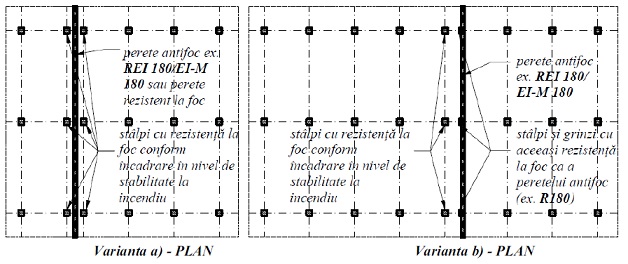 perete antifoc ex.
REI 180/EI-M
180 sau perete
rezistent la foc
stâlpi cu rezistență la
foc conform
încadrare în nivel de
stabilitate la
incendiu
Varianta a) - PLAN
stâlpi cu rezistență la
foc conform
încadrare în nivel de
stabilitate la
incendiu
perete antifoc
ex. REI 180/
EI-M 180
stâlpi și grinzi cu
aceeași rezistență
la foc ca a
peretelui antifoc
(ex. R180)
Varianta b) - PLAN